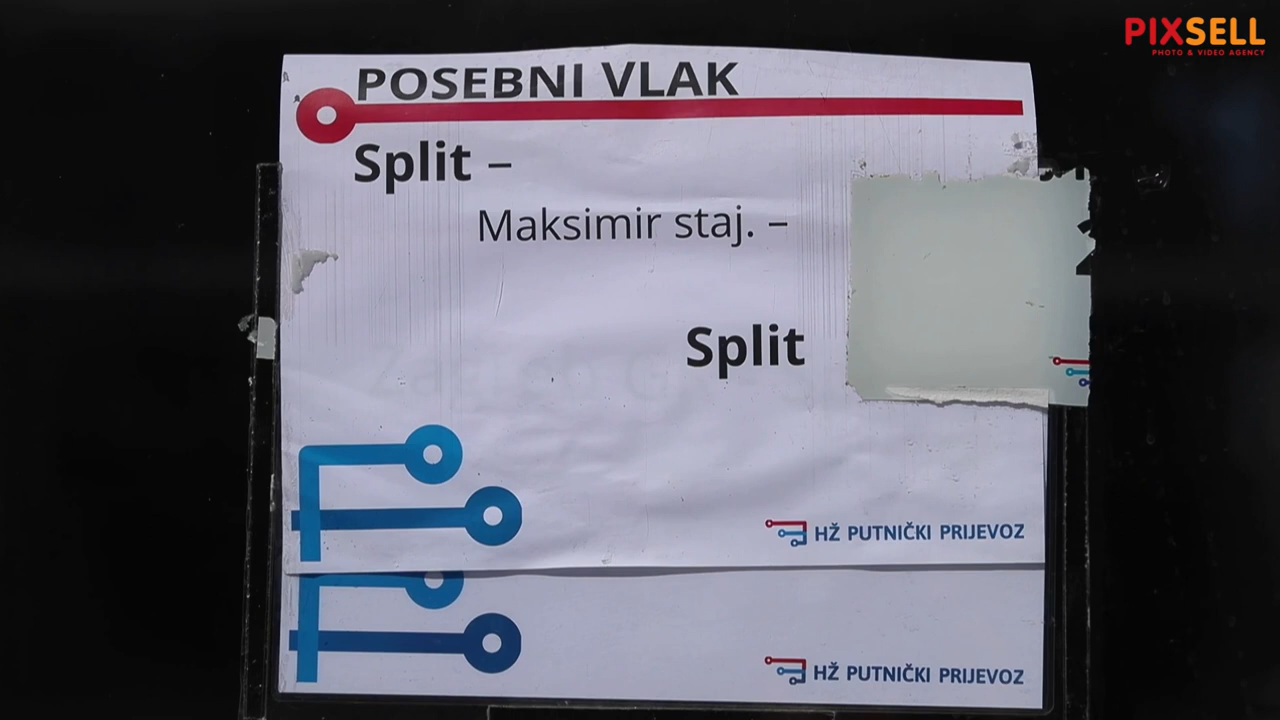 PIXSELL
PHOTO & VIDEO AGENCY
POSEBNI VLAK
Split –
Maksimir staj. –
Split
HŽ PUTNIČKI PRIJEVOZ
HŽ PUTNIČKI PRIJEVOZ